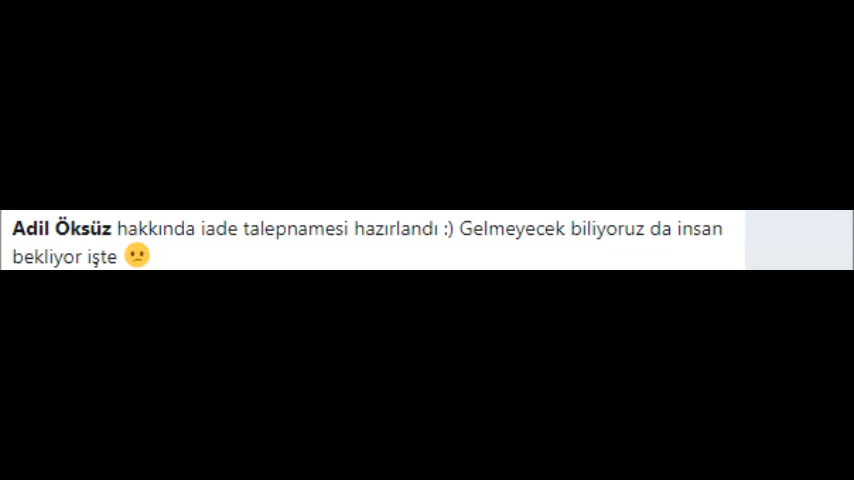 Adil Öksüz hakkında iade talepnamesi hazırlandı :) Gelmeyecek biliyoruz da insan
bekliyor işte 😕